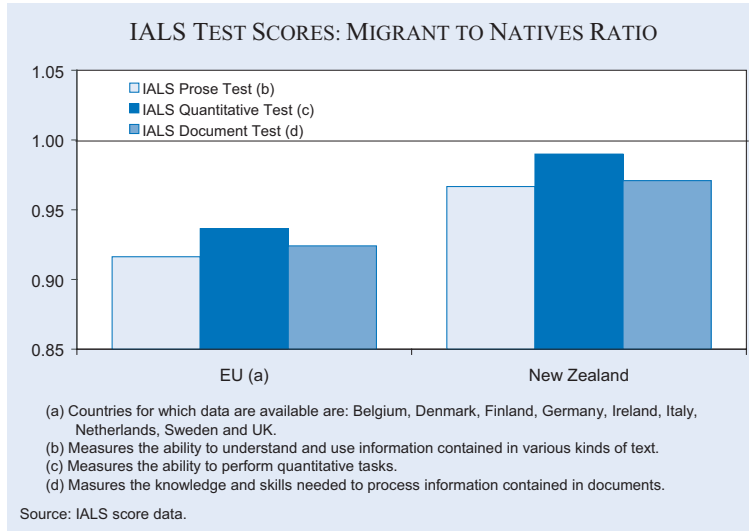 IALS TEST SCORES: MIGRANT TO NATIVES RATIO
1.05
IALS Prose Test (b)
IALS Quantitative Test (c)
IALS Document Test (d)
1.00
0.95
0.90
0.85
EU (a)
New Zealand
(a) Countries for which data are available are: Belgium, Denmark, Finland, Germany, Ireland, Italy,
Netherlands, Sweden and UK.
(b) Measures the ability to understand and use information contained in various kinds of text.
(c) Measures the ability to perform quantitative tasks.
(d) Masures the knowledge and skills needed to process information contained in documents.
Source: IALS score data.